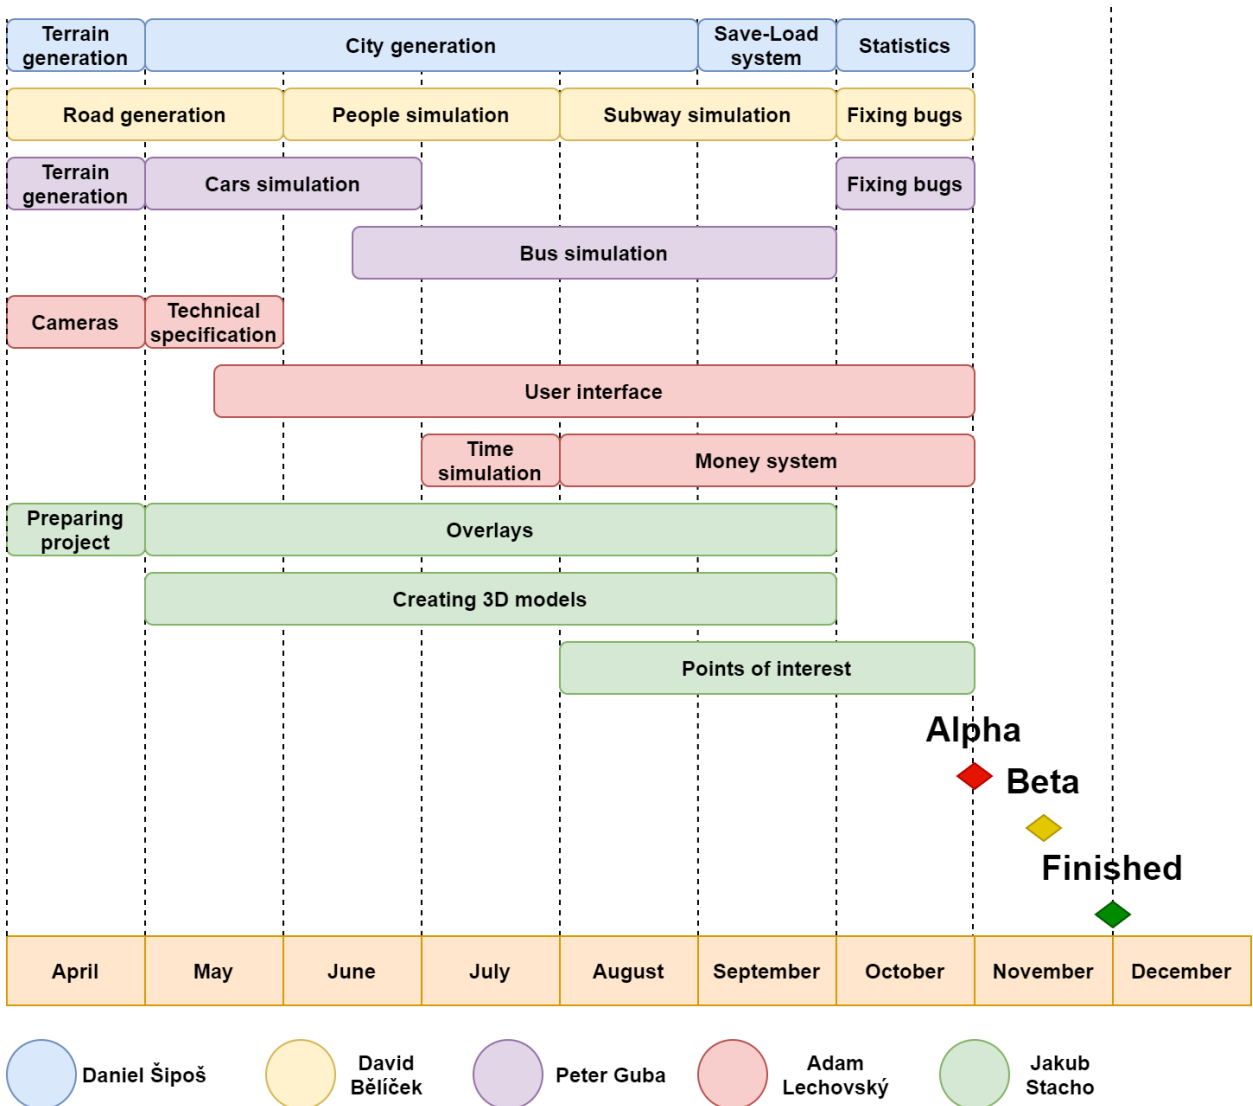 Terrain
generation
City generation
Save-Load
system
Statistics
Road generation
People simulation
Subway simulation
Fixing bugs
Terrain
generation
Cars simulation
Fixing bugs
Bus simulation
Cameras
Technical
specification
User interface
Time
simulation
Money system
Preparing
project
Overlays
Creating 3D models
Points of interest
Alpha
Beta
Finished
April
May
June
July
August
September
October
November
December
Daniel Šipoš
David
Bělíček
Peter Guba
Adam
Lechovský
Jakub
Stacho